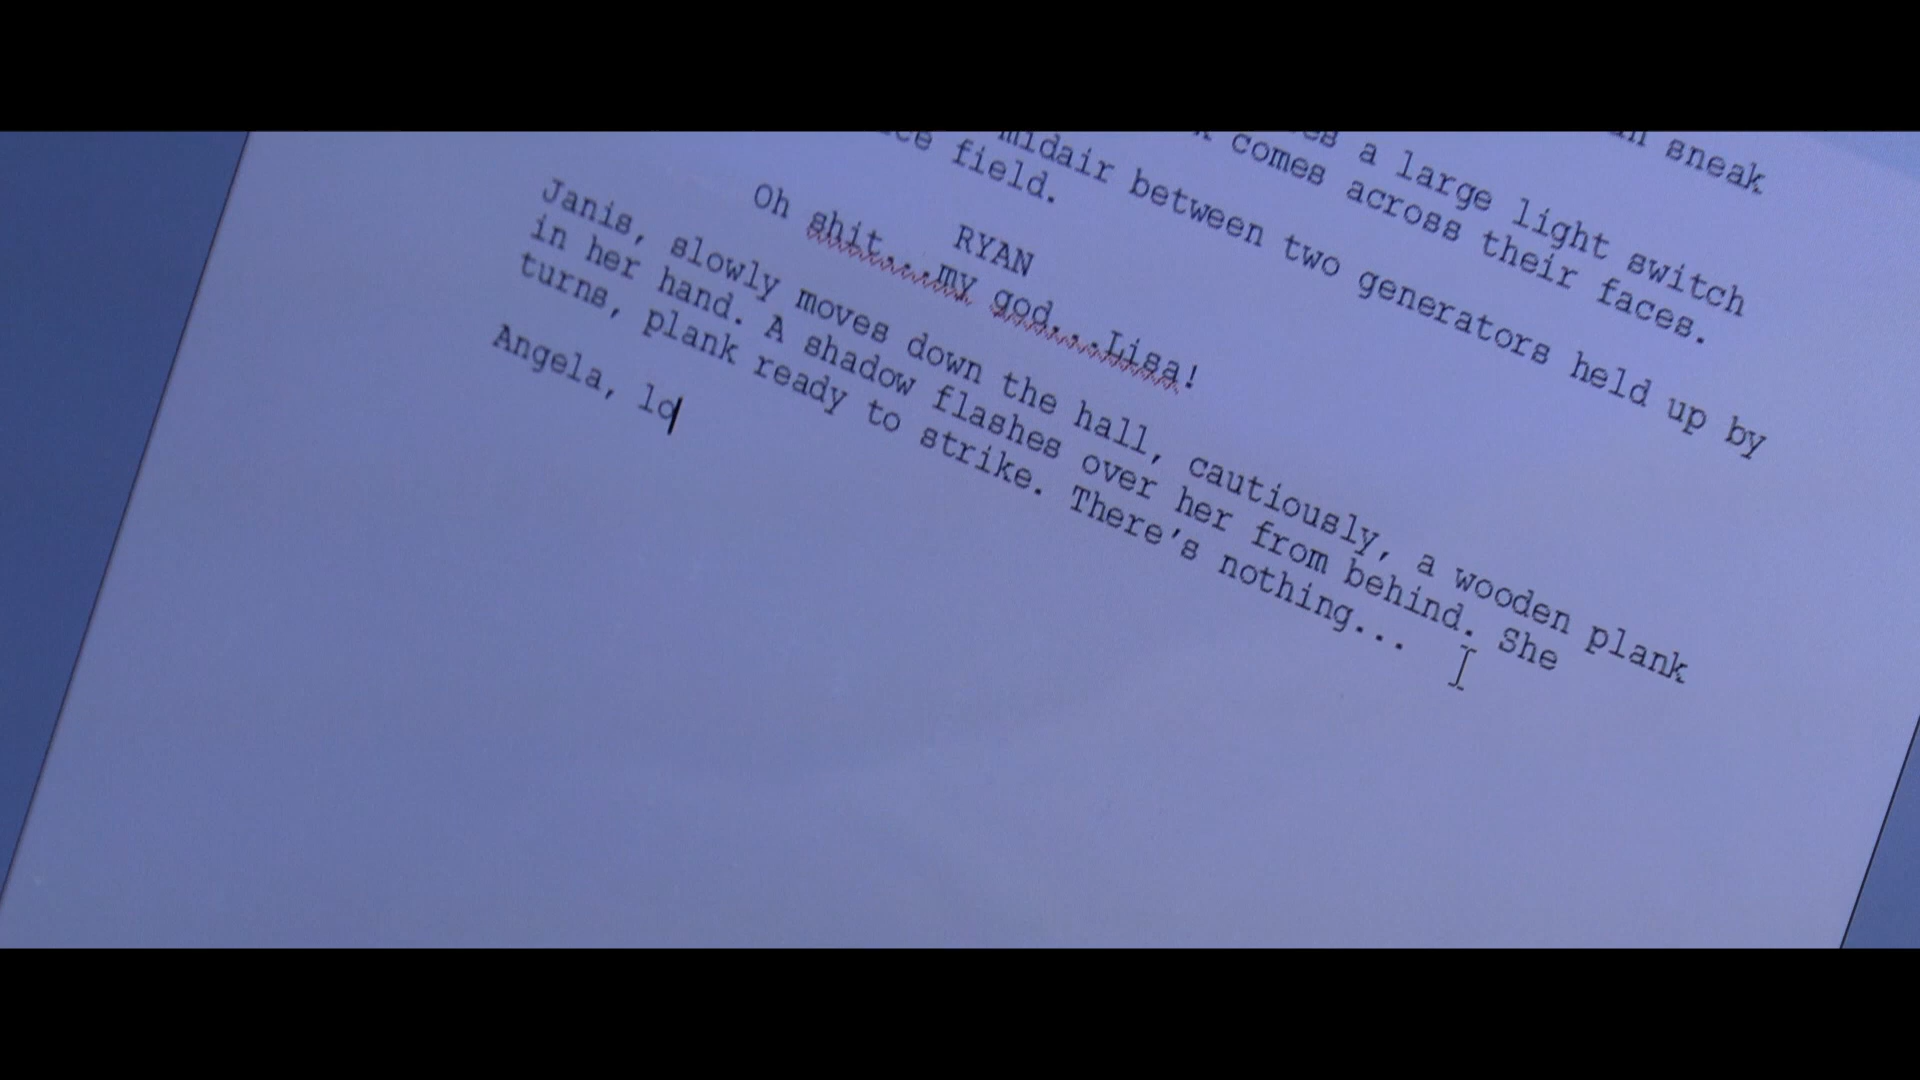 sneak
a large light switch
comes across their faces.
midair between two generators held up by
field.
RYAN
Oh shit...my god...Lisa!
Janis, slowly moves down the hall, cautiously, a wooden plank
in her hand. A shadow flashes over her from behind. She
turns, plank ready to strike. There's nothing...
Angela, lo